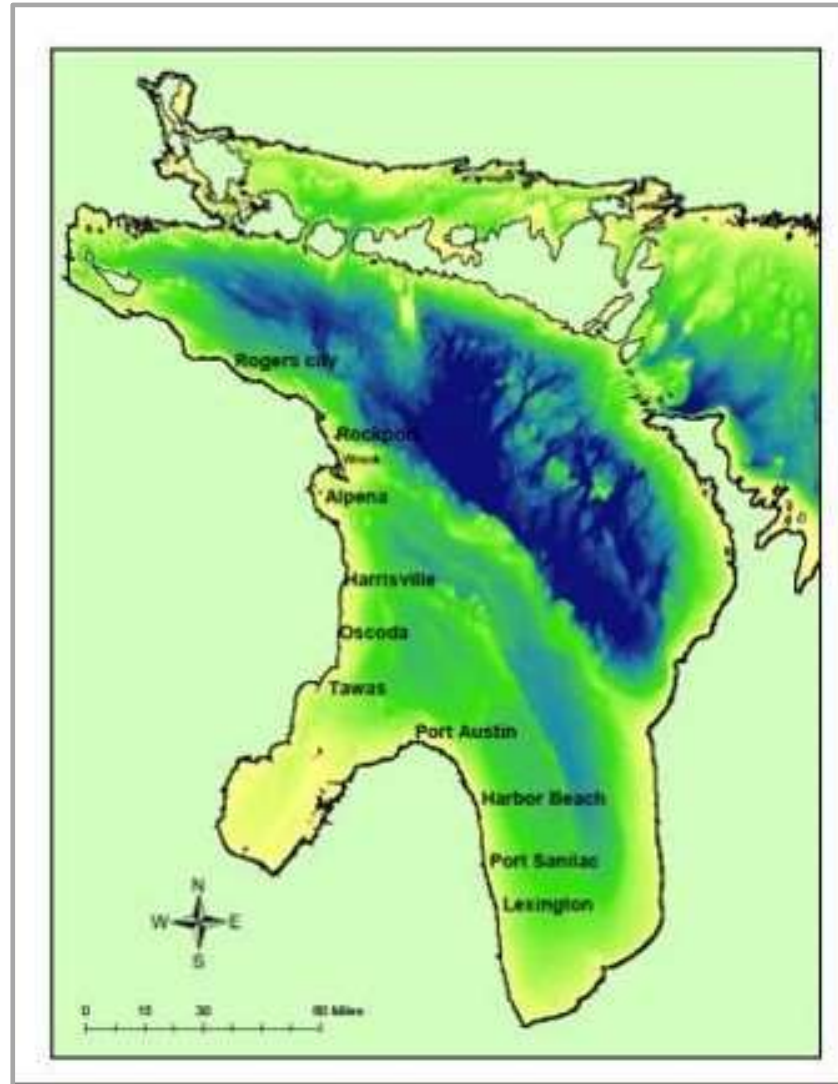 Rogers city
Rockport
Alpena
Harrisville
Oscoda
Tawas
Port Austin
Harbor Beach
Port Sanilac
Lexington
N
W E
S
0 15 30 60 Miles